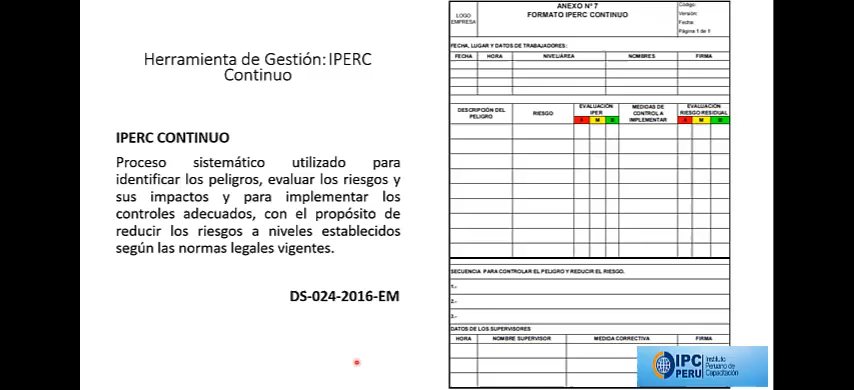 Herramienta de Gestión: IPERC
Continuo
IPERC CONTINUO
Proceso sistemático utilizado para
identificar los peligros, evaluar los riesgos y
sus impactos y para implementar los
controles adecuados, con el propósito de
reducir los riesgos a niveles establecidos
según las normas legales vigentes.
DS-024-2016-EM
LOGO
EMPRESA
ANEXO N° 7
FORMATO IPERC CONTINUO
Código:
Versión:
Fecha:
Página 1 de 1
FECHA, LUGAR Y DATOS DE TRABAJADORES:
FECHA HORA NIVEL/ÁREA NOMBRES FIRMA
DESCRIPCIÓN DEL
PELIGRO
RIESGO
EVALUACIÓN
IPER
A M B
MEDIDAS DE
CONTROL A
IMPLEMENTAR
EVALUACIÓN
RIESGO RESIDUAL
A M B
SECUENCIA PARA CONTROLAR EL PELIGRO Y REDUCIR EL RIESGO.
1.-
2.-
3.-
DATOS DE LOS SUPERVISORES
HORA NOMBRE SUPERVISOR MEDIDA CORRECTIVA FIRMA
IPC
PERU
Instituto
Peruano de
Capacitación